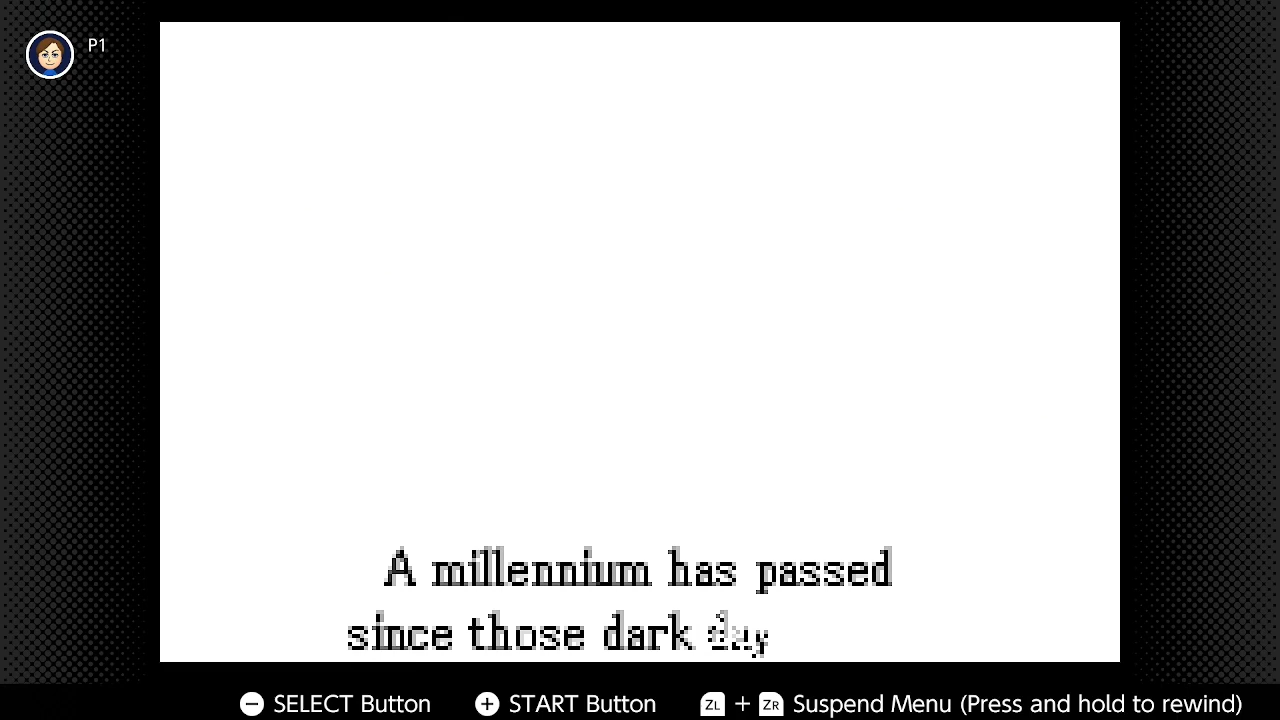 P1
A millennium has passed
since those dark day
SELECT Button
START Button
ZL + ZR Suspend Menu (Press and hold to rewind)